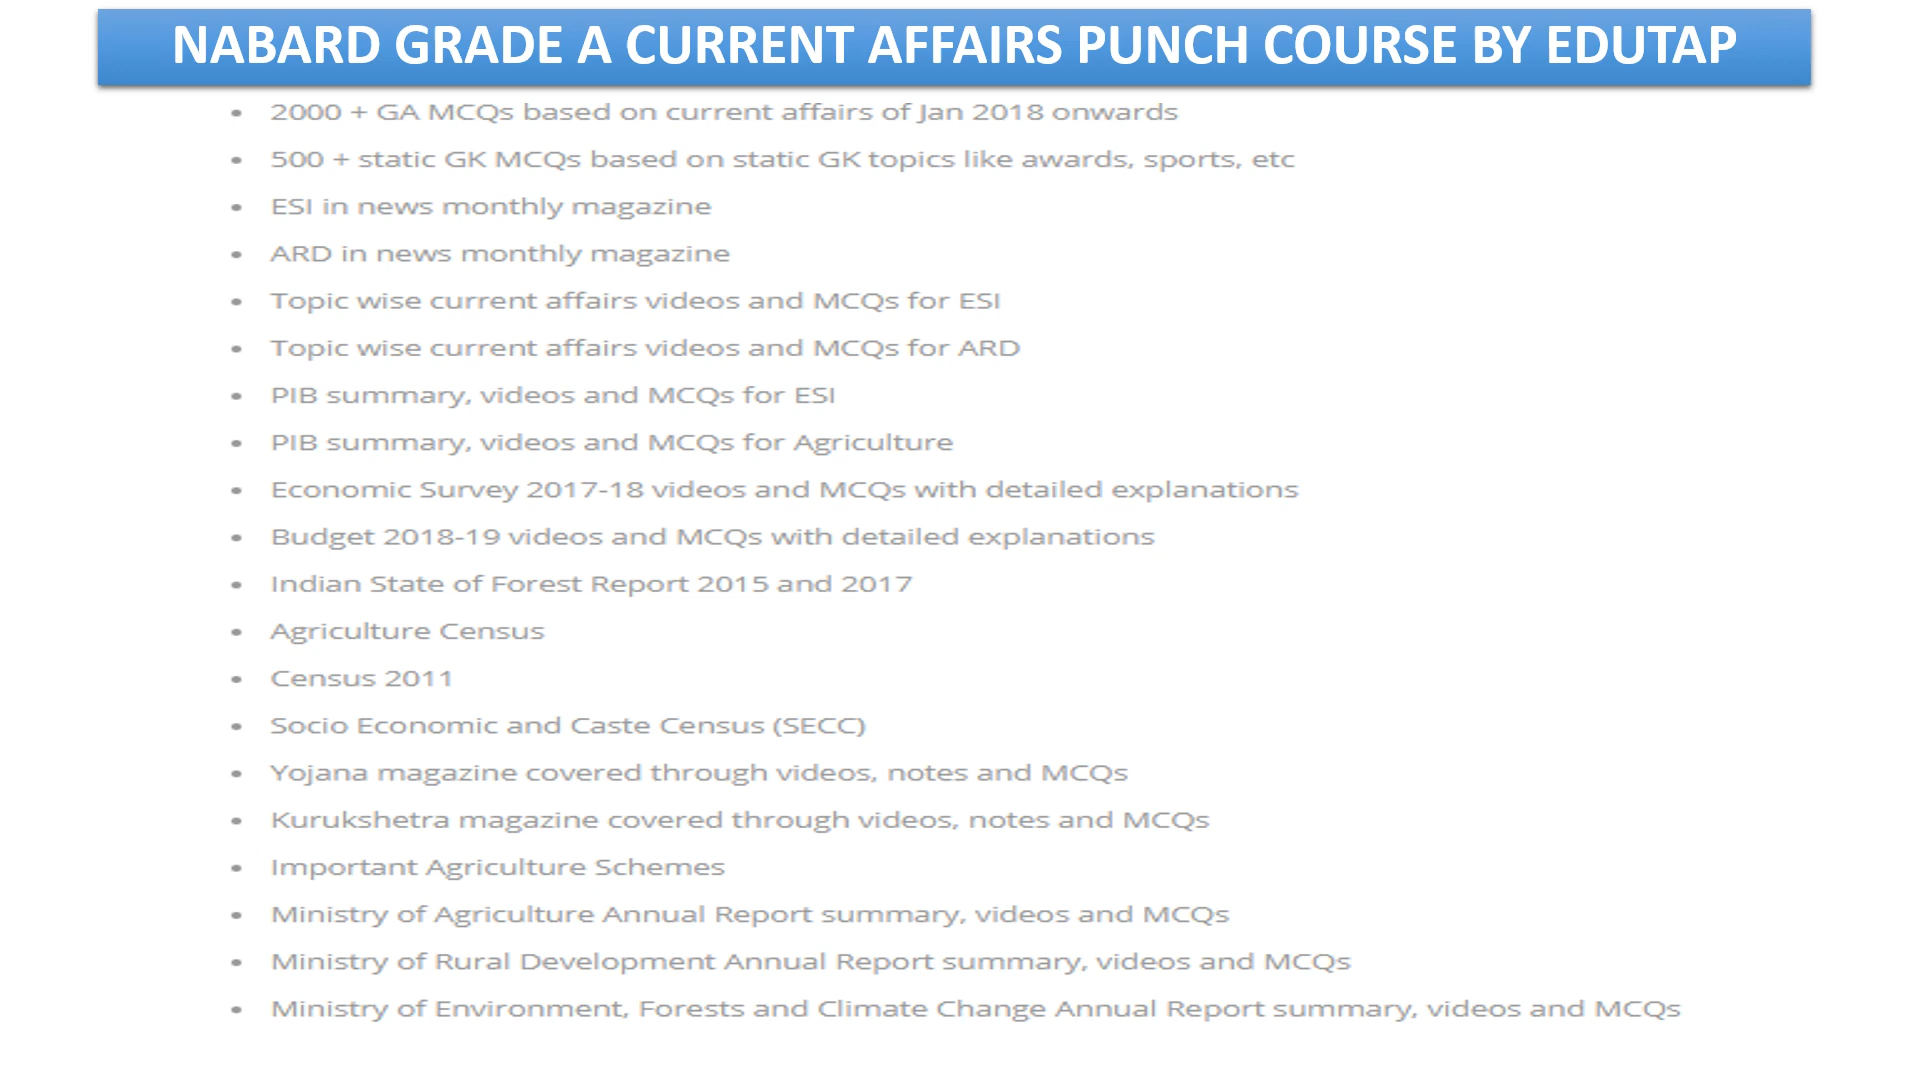 NABARD GRADE A CURRENT AFFAIRS PUNCH COURSE BY EDUTAP
• 2000 + GA MCQs based on current affairs of Jan 2018 onwards
• 500 + static GK MCQs based on static GK topics like awards, sports, etc
• ESI in news monthly magazine
• ARD in news monthly magazine
• Topic wise current affairs videos and MCQs for ESI
• Topic wise current affairs videos and MCQs for ARD
• PIB summary, videos and MCQs for ESI
• PIB summary, videos and MCQs for Agriculture
• Economic Survey 2017-18 videos and MCQs with detailed explanations
• Budget 2018-19 videos and MCQs with detailed explanations
• Indian State of Forest Report 2015 and 2017
• Agriculture Census
• Census 2011
• Socio Economic and Caste Census (SECC)
• Yojana magazine covered through videos, notes and MCQs
• Kurukshetra magazine covered through videos, notes and MCQs
• Important Agriculture Schemes
• Ministry of Agriculture Annual Report summary, videos and MCQs
• Ministry of Rural Development Annual Report summary, videos and MCQs
• Ministry of Environment, Forests and Climate Change Annual Report summary, videos and MCQs